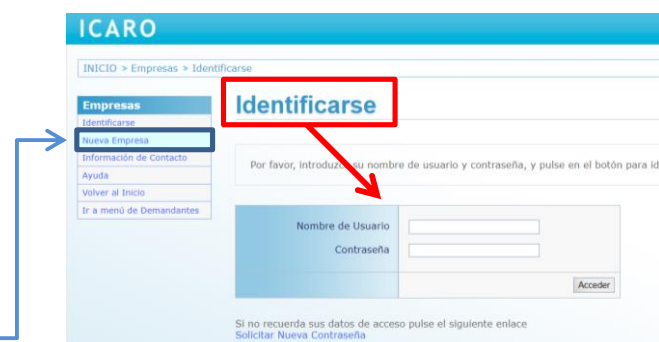 ICARO
INICIO > Empresas > Identificarse
Empresas
Identificarse
Nueva Empresa
Información de Contacto
Ayuda
Volver al Inicio
Ir a menú de Demandantes
Identificarse
Por favor, introduzca su nombre de usuario y contraseña, y pulse en el botón para id
Nombre de Usuario
Contraseña
Acceder
Si no recuerda sus datos de acceso pulse el siguiente enlace
Solicitar Nueva Contraseña